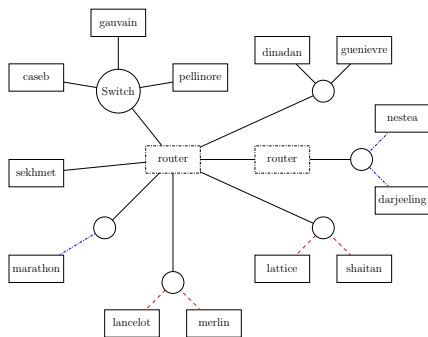 gauvain
dinadan
guenievre
caseb
Switch
pellinore
nestea
router
router
sekhmet
darjeeling
marathon
lattice
shaitan
lancelot
merlin